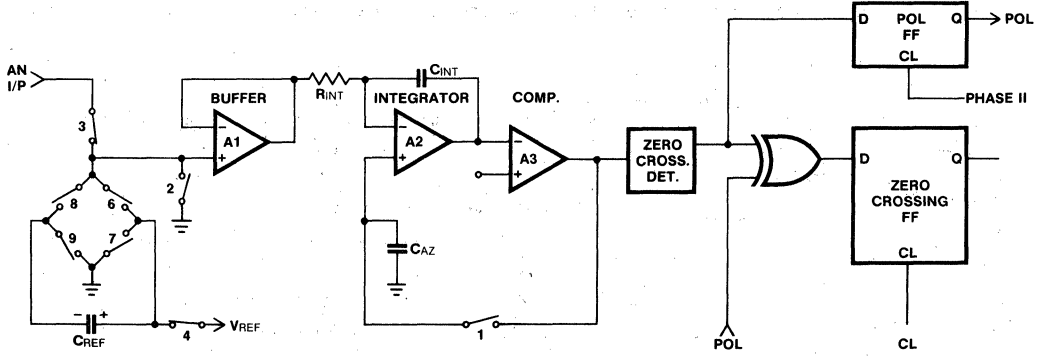 AN
I/P
3
8
6
9
7
2
− +
CREF
4
VREF
BUFFER
−
A1
+
RINT
CINT
INTEGRATOR
−
A2
+
CAZ
1
COMP.
−
A3
+
ZERO
CROSS.
DET.
D POL Q
FF
CL
POL
PHASE II
D Q
ZERO
CROSSING
FF
CL
POL
CL